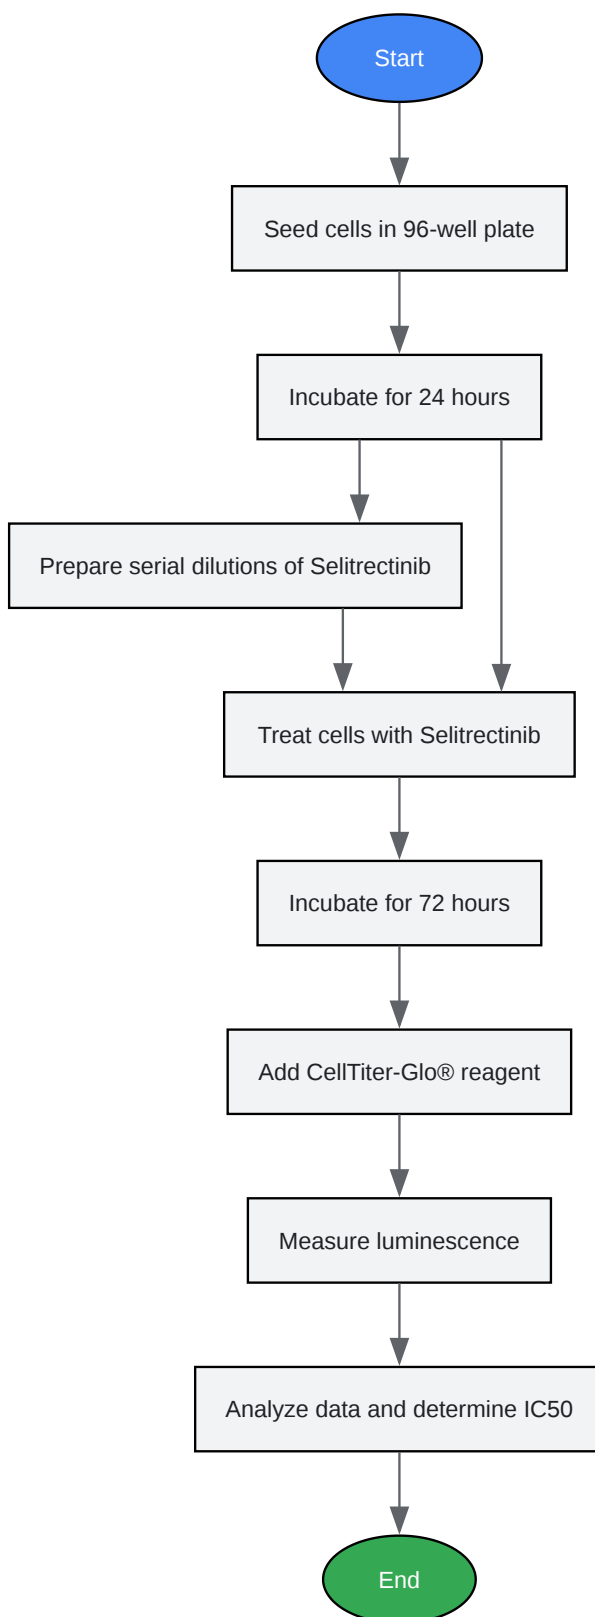 Start
Seed cells in 96-well plate
Incubate for 24 hours
Prepare serial dilutions of Selitrectinib
Treat cells with Selitrectinib
Incubate for 72 hours
Add CellTiter-Glo® reagent
Measure luminescence
Analyze data and determine IC50
End